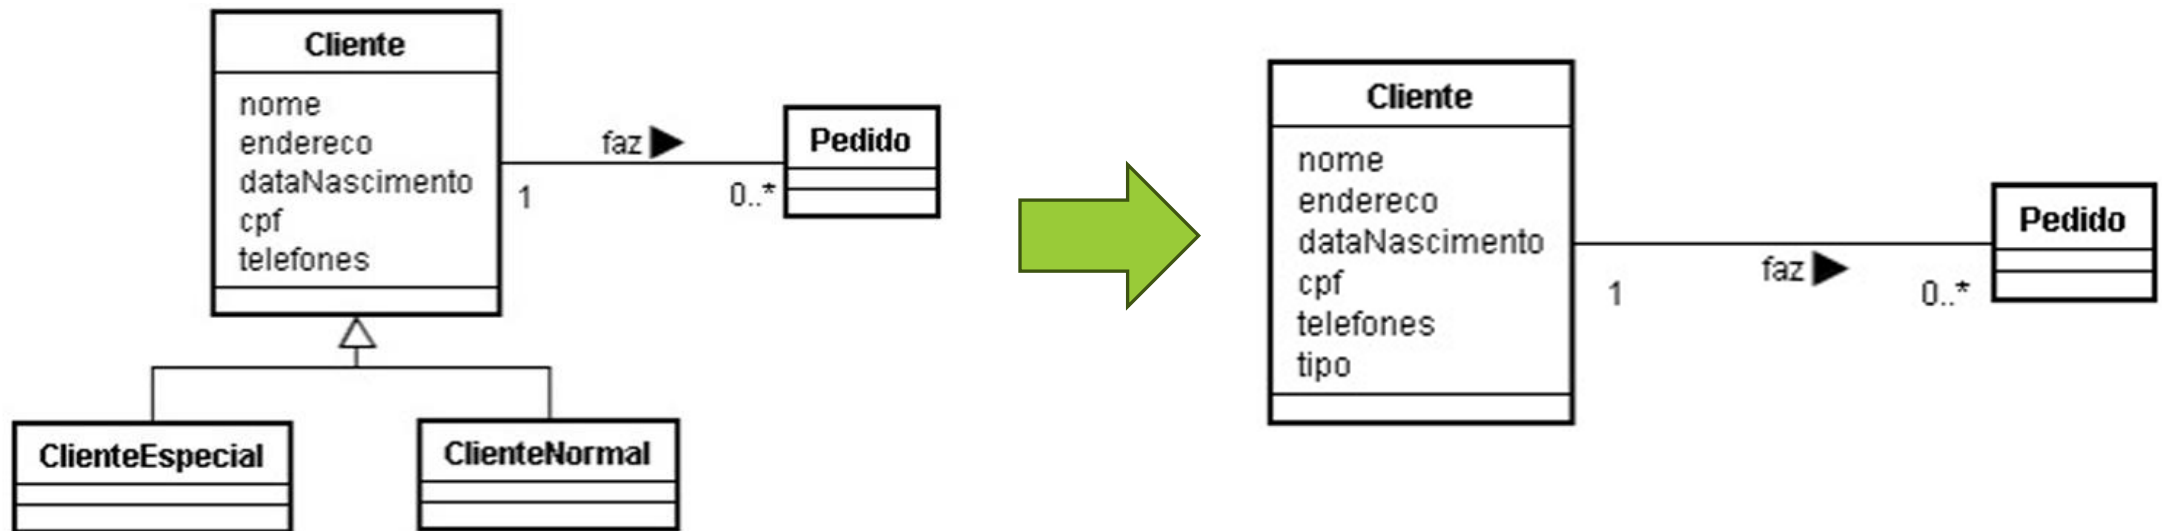 Cliente
nome
endereco
dataNascimento
cpf
telefones
faz
1
0..*
Pedido
ClienteEspecial
ClienteNormal
Cliente
nome
endereco
dataNascimento
cpf
telefones
tipo
1
faz
0..*
Pedido